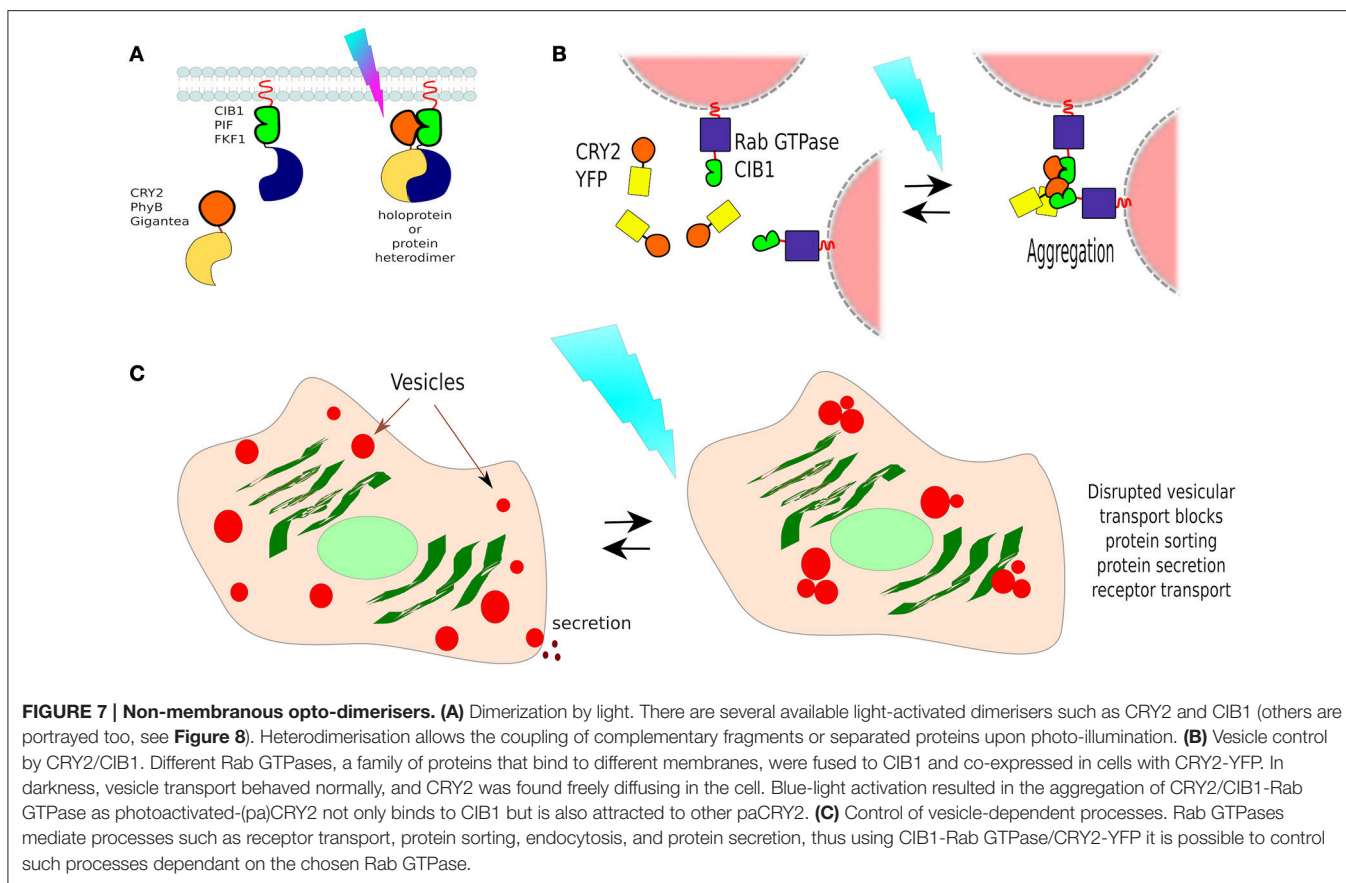 A
CIB1
PIF
FKF1
CRY2
PhyB
Gigantea
holoprotein
or
protein
heterodimer
B
CRY2
YFP
Rab GTPase
CIB1
Aggregation
C
Vesicles
secretion
Disrupted vesicular
transport blocks
protein sorting
protein secretion
receptor transport
FIGURE 7 | Non-membranous opto-dimerisers. (A) Dimerization by light. There are several available light-activated dimerisers such as CRY2 and CIB1 (others are
portrayed too, see Figure 8). Heterodimerisation allows the coupling of complementary fragments or separated proteins upon photo-illumination. (B) Vesicle control
by CRY2/CIB1. Different Rab GTPases, a family of proteins that bind to different membranes, were fused to CIB1 and co-expressed in cells with CRY2-YFP. In
darkness, vesicle transport behaved normally, and CRY2 was found freely diffusing in the cell. Blue-light activation resulted in the aggregation of CRY2/CIB1-Rab
GTPase as photoactivated-(pa)CRY2 not only binds to CIB1 but is also attracted to other paCRY2. (C) Control of vesicle-dependent processes. Rab GTPases
mediate processes such as receptor transport, protein sorting, endocytosis, and protein secretion, thus using CIB1-Rab GTPase/CRY2-YFP it is possible to control
such processes dependant on the chosen Rab GTPase.